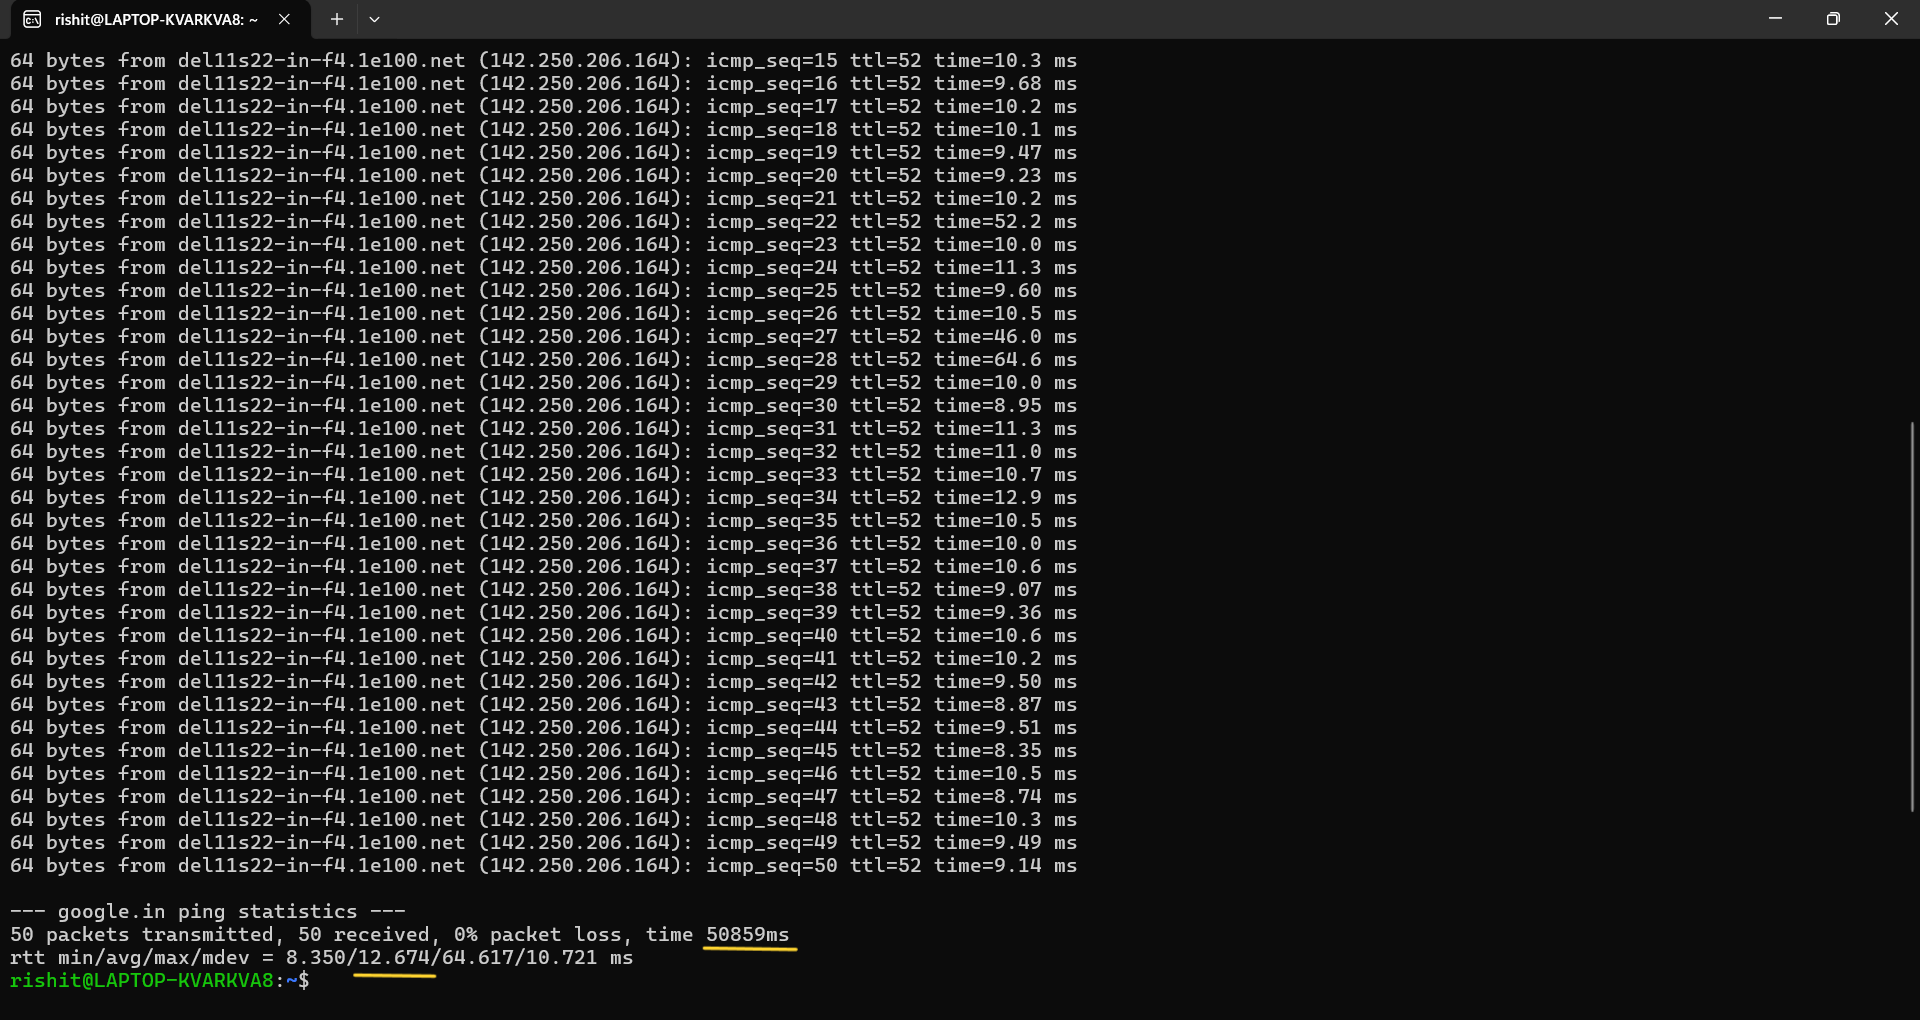 rishit@LAPTOP-KVARKVA8: ~
64 bytes from del11s22-in-f4.1e100.net (142.250.206.164): icmp_seq=15 ttl=52 time=10.3 ms
64 bytes from del11s22-in-f4.1e100.net (142.250.206.164): icmp_seq=16 ttl=52 time=9.68 ms
64 bytes from del11s22-in-f4.1e100.net (142.250.206.164): icmp_seq=17 ttl=52 time=10.2 ms
64 bytes from del11s22-in-f4.1e100.net (142.250.206.164): icmp_seq=18 ttl=52 time=10.1 ms
64 bytes from del11s22-in-f4.1e100.net (142.250.206.164): icmp_seq=19 ttl=52 time=9.47 ms
64 bytes from del11s22-in-f4.1e100.net (142.250.206.164): icmp_seq=20 ttl=52 time=9.23 ms
64 bytes from del11s22-in-f4.1e100.net (142.250.206.164): icmp_seq=21 ttl=52 time=10.2 ms
64 bytes from del11s22-in-f4.1e100.net (142.250.206.164): icmp_seq=22 ttl=52 time=52.2 ms
64 bytes from del11s22-in-f4.1e100.net (142.250.206.164): icmp_seq=23 ttl=52 time=10.0 ms
64 bytes from del11s22-in-f4.1e100.net (142.250.206.164): icmp_seq=24 ttl=52 time=11.3 ms
64 bytes from del11s22-in-f4.1e100.net (142.250.206.164): icmp_seq=25 ttl=52 time=9.60 ms
64 bytes from del11s22-in-f4.1e100.net (142.250.206.164): icmp_seq=26 ttl=52 time=10.5 ms
64 bytes from del11s22-in-f4.1e100.net (142.250.206.164): icmp_seq=27 ttl=52 time=46.0 ms
64 bytes from del11s22-in-f4.1e100.net (142.250.206.164): icmp_seq=28 ttl=52 time=64.6 ms
64 bytes from del11s22-in-f4.1e100.net (142.250.206.164): icmp_seq=29 ttl=52 time=10.0 ms
64 bytes from del11s22-in-f4.1e100.net (142.250.206.164): icmp_seq=30 ttl=52 time=8.95 ms
64 bytes from del11s22-in-f4.1e100.net (142.250.206.164): icmp_seq=31 ttl=52 time=11.3 ms
64 bytes from del11s22-in-f4.1e100.net (142.250.206.164): icmp_seq=32 ttl=52 time=11.0 ms
64 bytes from del11s22-in-f4.1e100.net (142.250.206.164): icmp_seq=33 ttl=52 time=10.7 ms
64 bytes from del11s22-in-f4.1e100.net (142.250.206.164): icmp_seq=34 ttl=52 time=12.9 ms
64 bytes from del11s22-in-f4.1e100.net (142.250.206.164): icmp_seq=35 ttl=52 time=10.5 ms
64 bytes from del11s22-in-f4.1e100.net (142.250.206.164): icmp_seq=36 ttl=52 time=10.0 ms
64 bytes from del11s22-in-f4.1e100.net (142.250.206.164): icmp_seq=37 ttl=52 time=10.6 ms
64 bytes from del11s22-in-f4.1e100.net (142.250.206.164): icmp_seq=38 ttl=52 time=9.07 ms
64 bytes from del11s22-in-f4.1e100.net (142.250.206.164): icmp_seq=39 ttl=52 time=9.36 ms
64 bytes from del11s22-in-f4.1e100.net (142.250.206.164): icmp_seq=40 ttl=52 time=10.6 ms
64 bytes from del11s22-in-f4.1e100.net (142.250.206.164): icmp_seq=41 ttl=52 time=10.2 ms
64 bytes from del11s22-in-f4.1e100.net (142.250.206.164): icmp_seq=42 ttl=52 time=9.50 ms
64 bytes from del11s22-in-f4.1e100.net (142.250.206.164): icmp_seq=43 ttl=52 time=8.87 ms
64 bytes from del11s22-in-f4.1e100.net (142.250.206.164): icmp_seq=44 ttl=52 time=9.51 ms
64 bytes from del11s22-in-f4.1e100.net (142.250.206.164): icmp_seq=45 ttl=52 time=8.35 ms
64 bytes from del11s22-in-f4.1e100.net (142.250.206.164): icmp_seq=46 ttl=52 time=10.5 ms
64 bytes from del11s22-in-f4.1e100.net (142.250.206.164): icmp_seq=47 ttl=52 time=8.74 ms
64 bytes from del11s22-in-f4.1e100.net (142.250.206.164): icmp_seq=48 ttl=52 time=10.3 ms
64 bytes from del11s22-in-f4.1e100.net (142.250.206.164): icmp_seq=49 ttl=52 time=9.49 ms
64 bytes from del11s22-in-f4.1e100.net (142.250.206.164): icmp_seq=50 ttl=52 time=9.14 ms
--- google.in ping statistics ---
50 packets transmitted, 50 received, 0% packet loss, time 50859ms
rtt min/avg/max/mdev = 8.350/12.674/64.617/10.721 ms
rishit@LAPTOP-KVARKVA8:~$